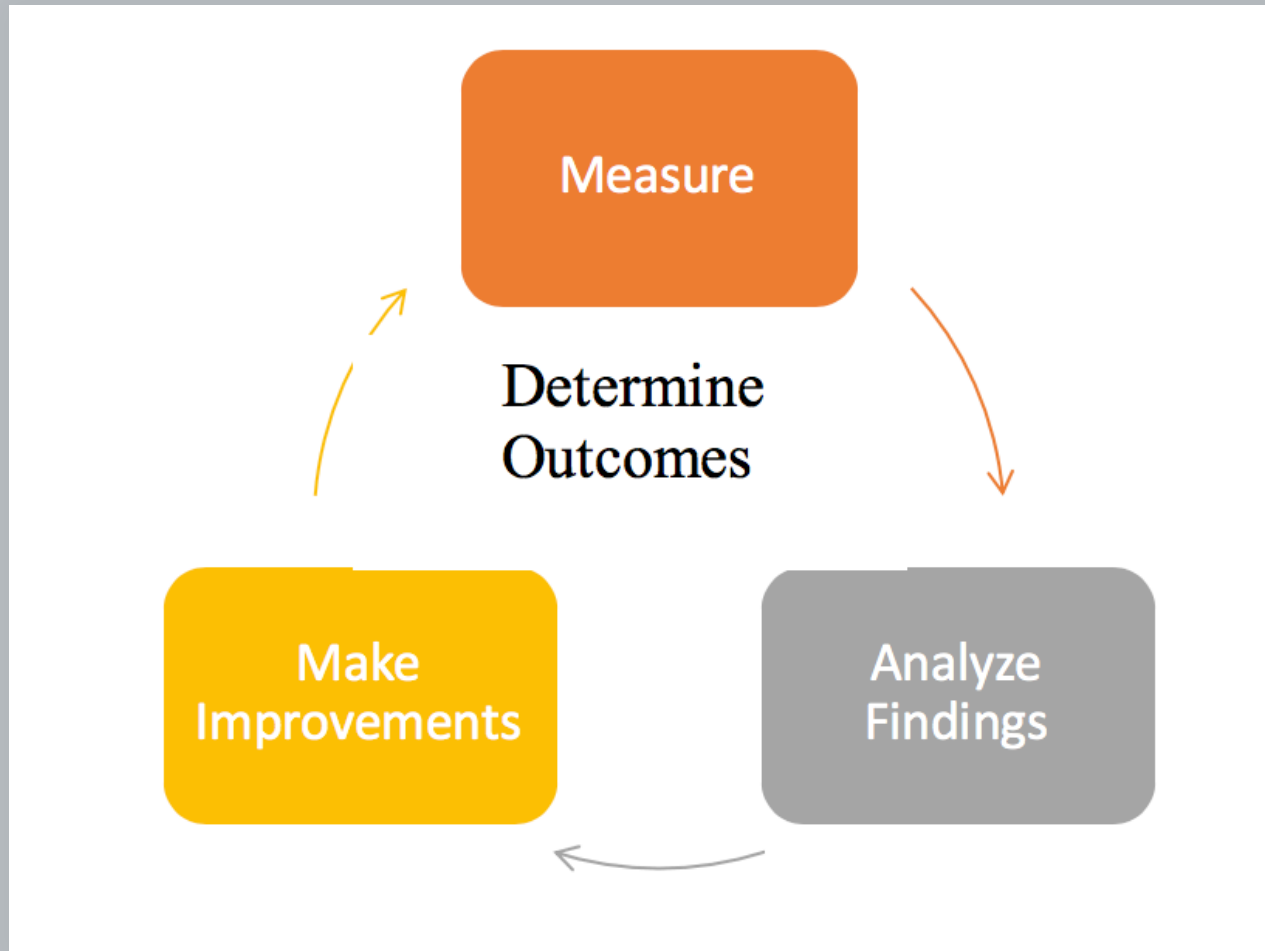 Measure
Determine
Outcomes
Make
Improvements
Analyze
Findings